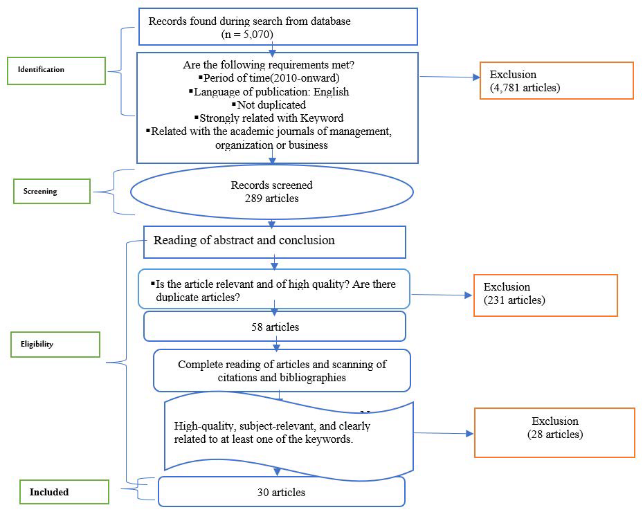 Records found during search from database
(n = 5,070)
Identification
Are the following requirements met?
▪Period of time(2010-onward)
▪Language of publication: English
▪Not duplicated
▪Strongly related with Keyword
▪Related with the academic journals of management,
organization or business
Exclusion
(4,781 articles)
Screening
Records screened
289 articles
Reading of abstract and conclusion
▪Is the article relevant and of high quality? Are there
duplicate articles?
Exclusion
(231 articles)
58 articles
Eligibility
Complete reading of articles and scanning of
citations and bibliographies
High-quality, subject-relevant, and clearly
related to at least one of the keywords.
Exclusion
(28 articles)
Included
30 articles